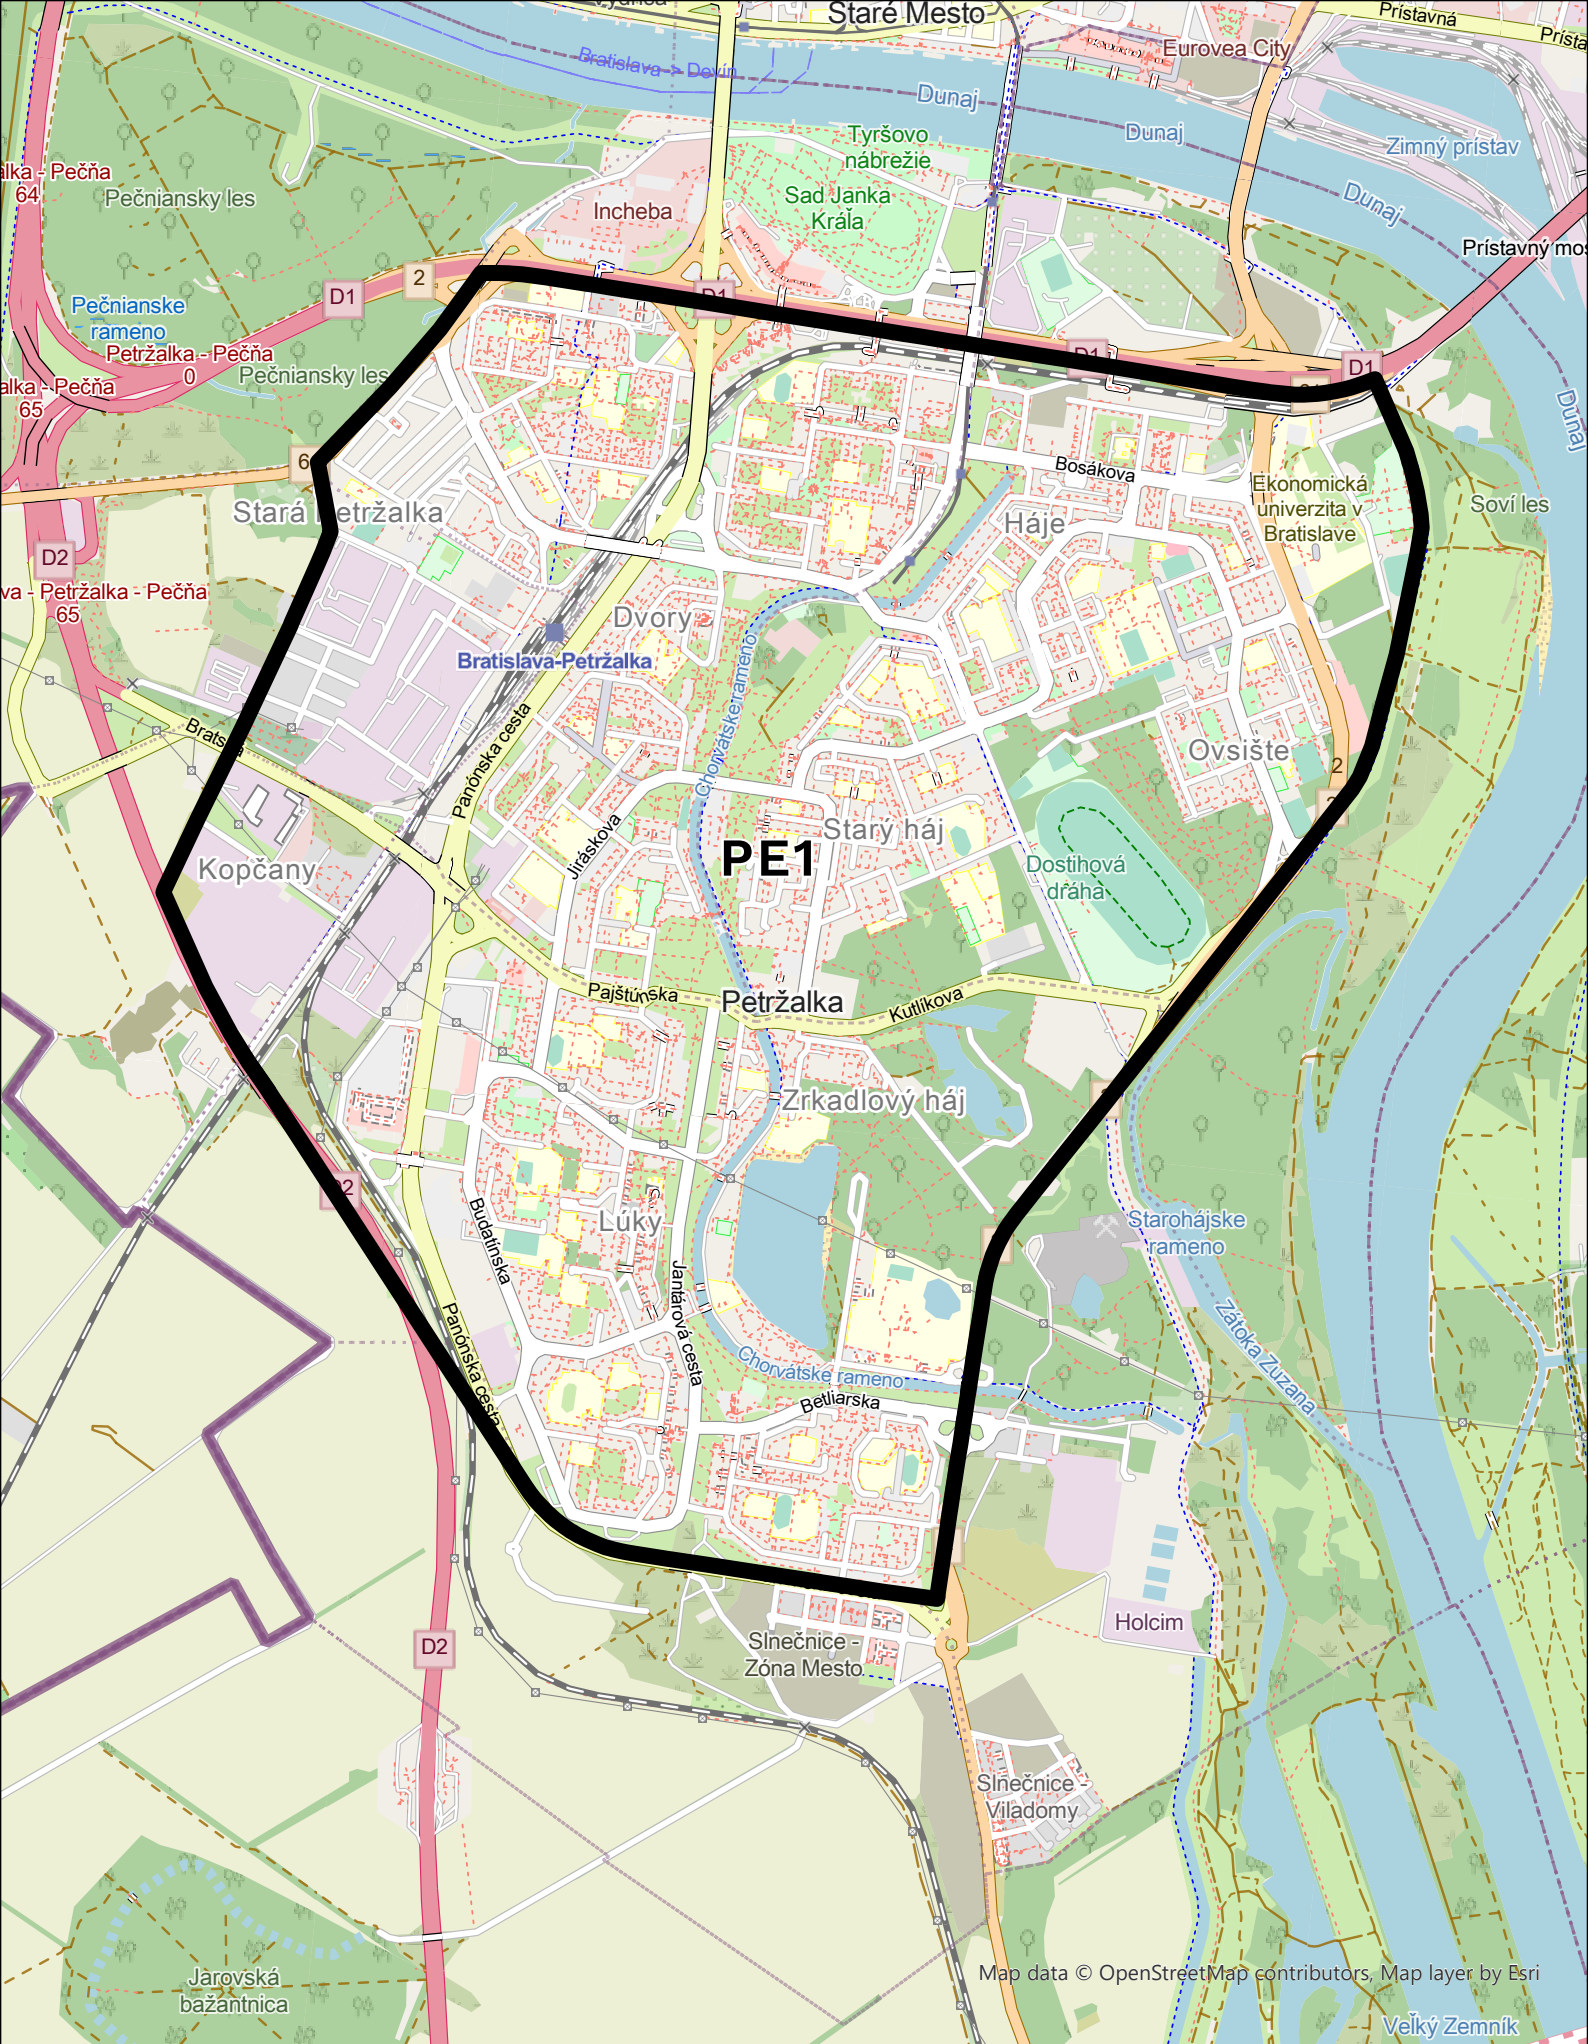 Staré Mesto
Prístavná
Eurovea City
Bratislava -> Devín
Dunaj
Dunaj
Zimný prístav
Tyršovo
nábrežie
Sad Janka
Kráľa
Incheba
Pečniansky les
64
Dunaj
Prístavný mos
Pečnianske
rameno
D1
2
D1
D1
D1
Petržalka - Pečňa
0
Pečniansky les
65
Dunaj
6
Stará Petržalka
Bosákova
Ekonomická
univerzita v
Bratislave
Soví les
Háje
D2
va - Petržalka - Pečňa
65
Dvory
Bratislava-Petržalka
Chorvátske rameno
Panónska cesta
Ovsište
2
Jiráskova
Starý háj
PE1
Kopčany
Dostihová
dráha
Pajštúnska
Petržalka
Kutlíkova
Zrkadlový háj
Budatínska
Lúky
Jantárová cesta
Starohájske
rameno
Zátoka Zuzana
Panónska cesta
Chorvátske rameno
Betliarska
Holcim
Slnečnice -
Zóna Mesto
D2
Slnečnice -
Viladomy
Jarovská
bažantnica
Map data © OpenStreetMap contributors, Map layer by Esri
Veľký Zemník